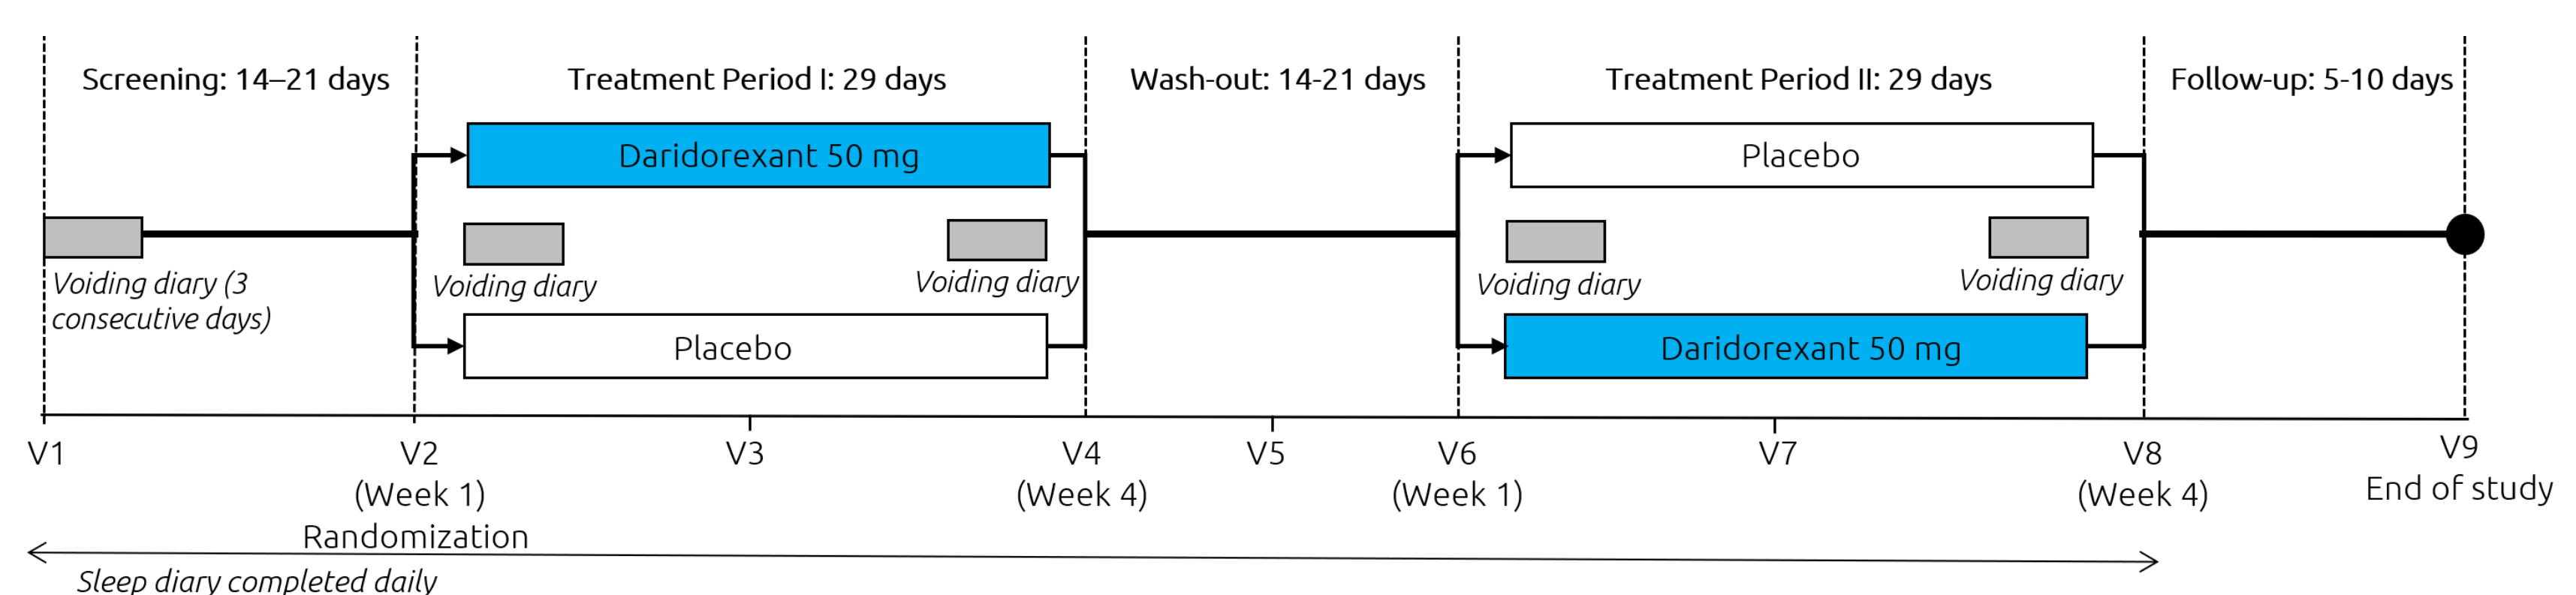 Screening: 14–21 days
Treatment Period I: 29 days
Wash-out: 14-21 days
Treatment Period II: 29 days
Follow-up: 5-10 days
Daridorexant 50 mg
Placebo
Voiding diary (3
consecutive days)
Voiding diary
Voiding diary
Voiding diary
Voiding diary
Placebo
Daridorexant 50 mg
V1
V2
(Week 1)
Randomization
V3
V4
(Week 4)
V5
V6
(Week 1)
V7
V8
(Week 4)
V9
End of study
Sleep diary completed daily